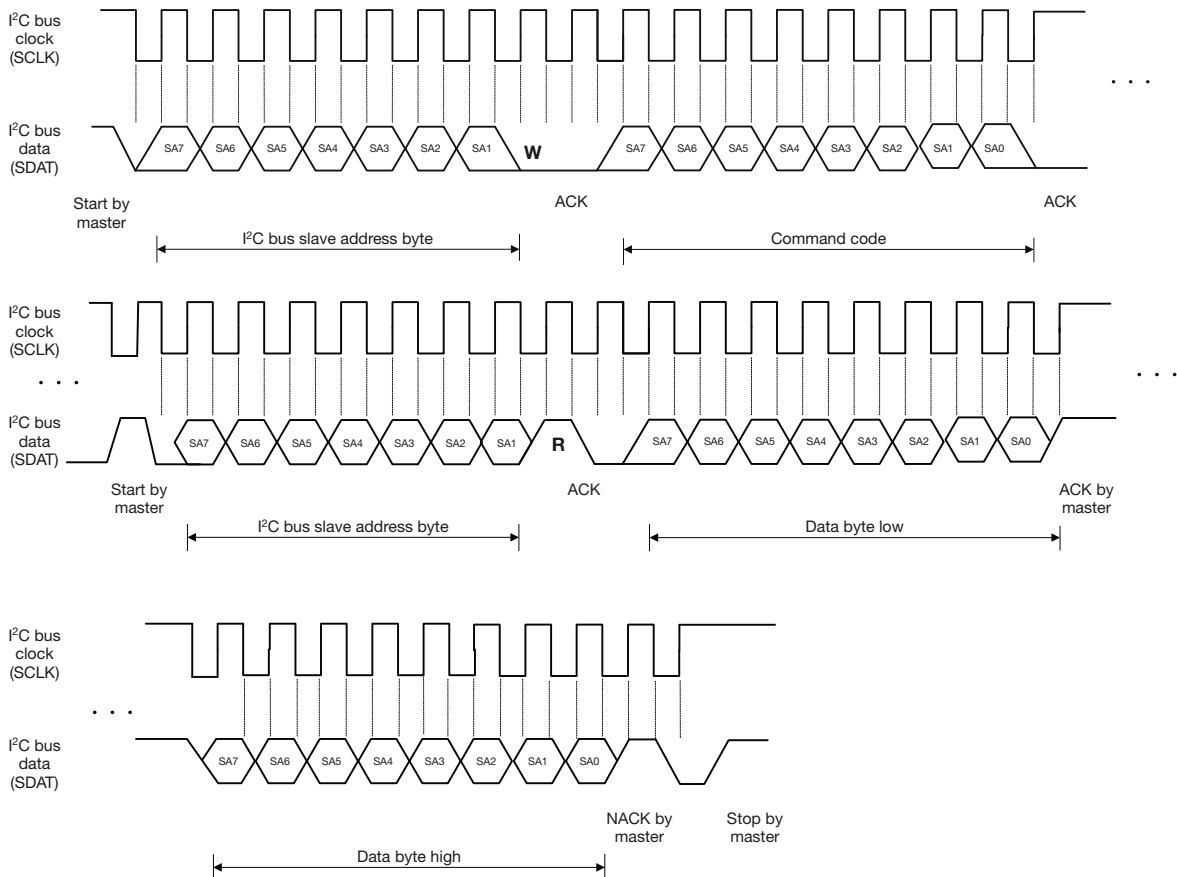 I²C bus
clock
(SCLK)
. . .
I²C bus
data
(SDAT)
SA7 SA6 SA5 SA4 SA3 SA2 SA1 W SA7 SA6 SA5 SA4 SA3 SA2 SA1 SA0
Start by
master
ACK
ACK
I²C bus slave address byte
Command code
I²C bus
clock
(SCLK)
. . .
. . .
I²C bus
data
(SDAT)
SA7 SA6 SA5 SA4 SA3 SA2 SA1 R SA7 SA6 SA5 SA4 SA3 SA2 SA1 SA0
Start by
master
ACK
ACK by
master
I²C bus slave address byte
Data byte low
I²C bus
clock
(SCLK)
. . .
I²C bus
data
(SDAT)
SA7 SA6 SA5 SA4 SA3 SA2 SA1 SA0
NACK by
master
Stop by
master
Data byte high